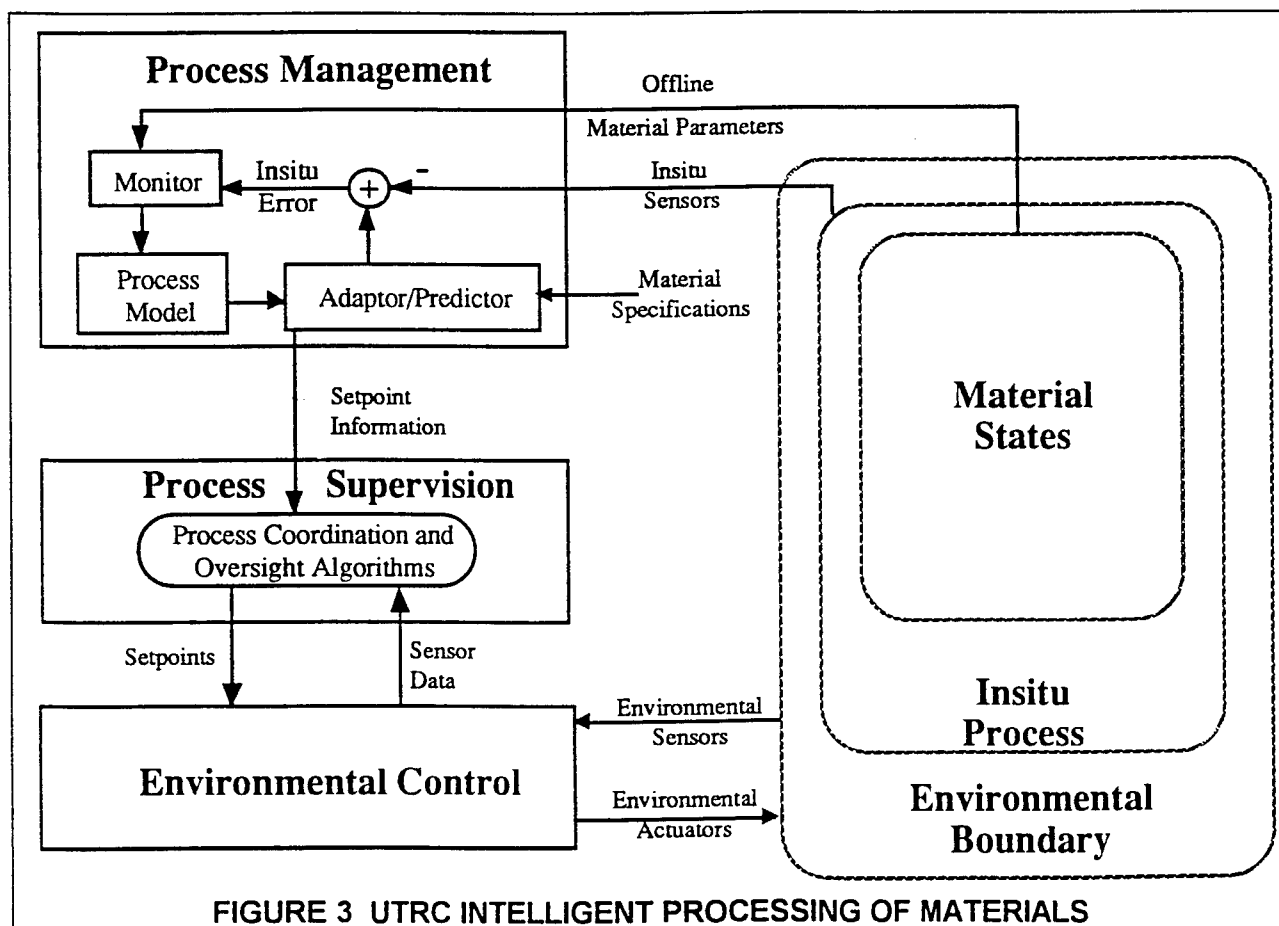 Process Management
Offline
Material Parameters
Monitor
Insitu
Error
+
-
Insitu
Sensors
Process
Model
Adaptor/Predictor
Material
Specifications
Setpoint
Information
Material
States
Process Supervision
Process Coordination and
Oversight Algorithms
Setpoints
Sensor
Data
Insitu
Process
Environmental
Sensors
Environmental Control
Environmental
Actuators
Environmental
Boundary
FIGURE 3 UTRC INTELLIGENT PROCESSING OF MATERIALS